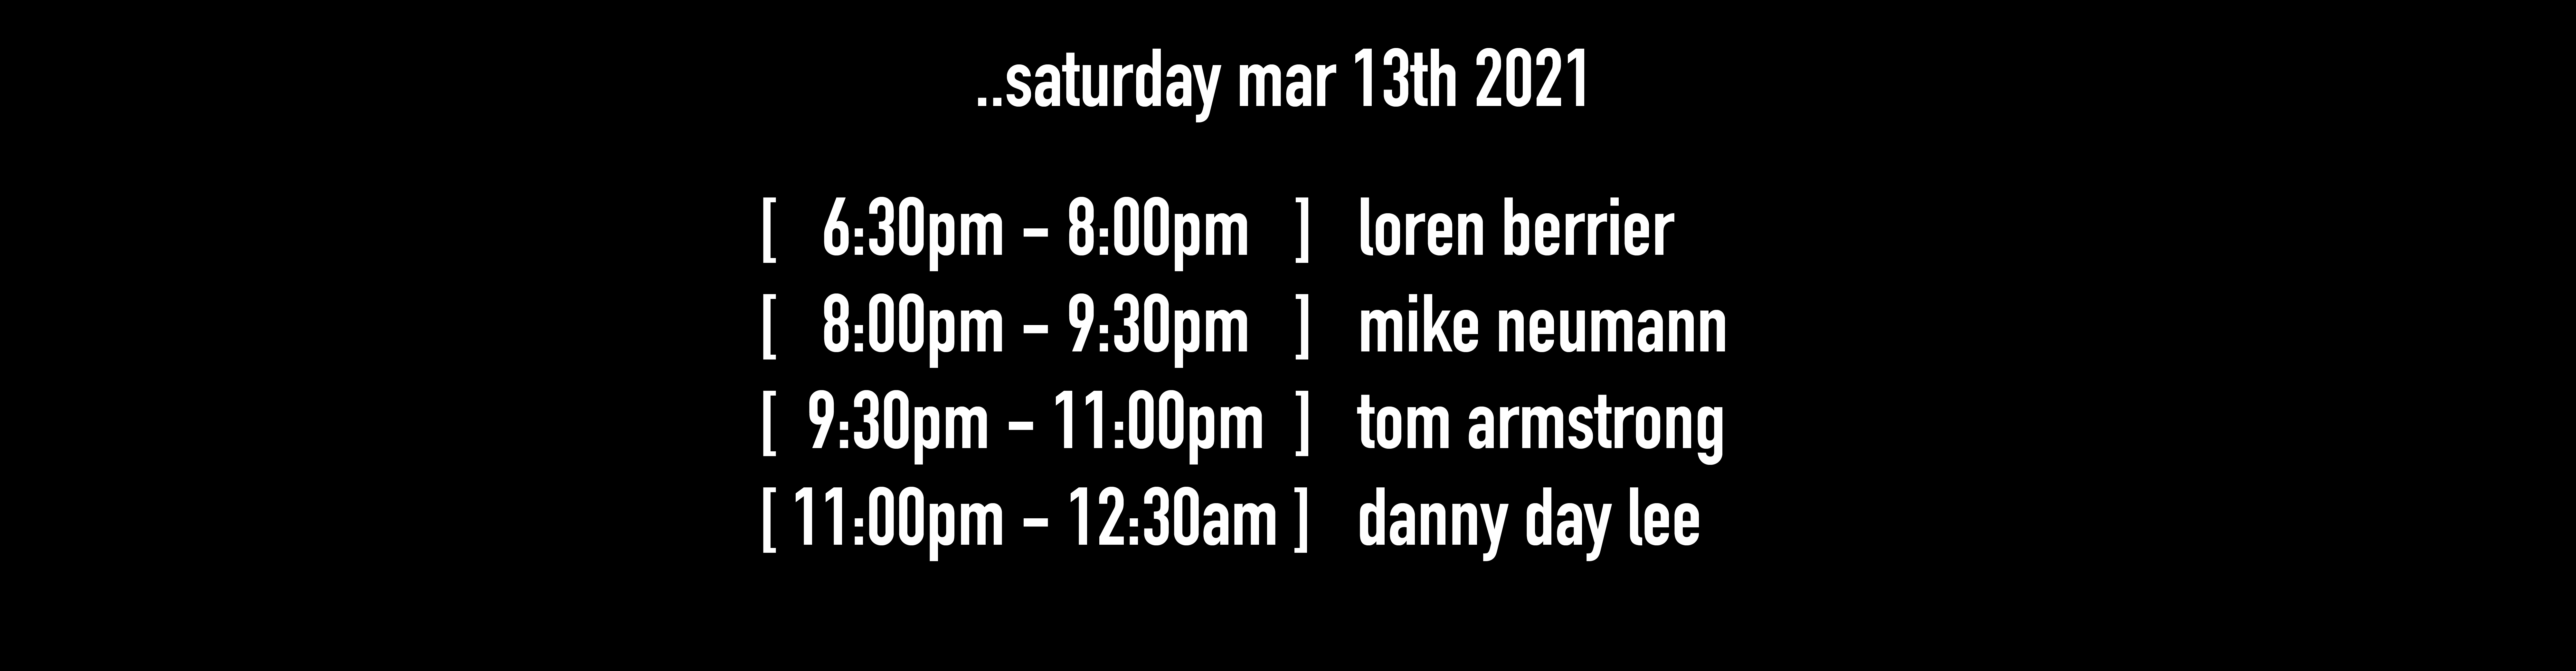 ..saturday mar 13th 2021
[ 6:30pm - 8:00pm ] loren berrier
[ 8:00pm - 9:30pm ] mike neumann
[ 9:30pm - 11:00pm ] tom armstrong
[ 11:00pm - 12:30am ] danny day lee